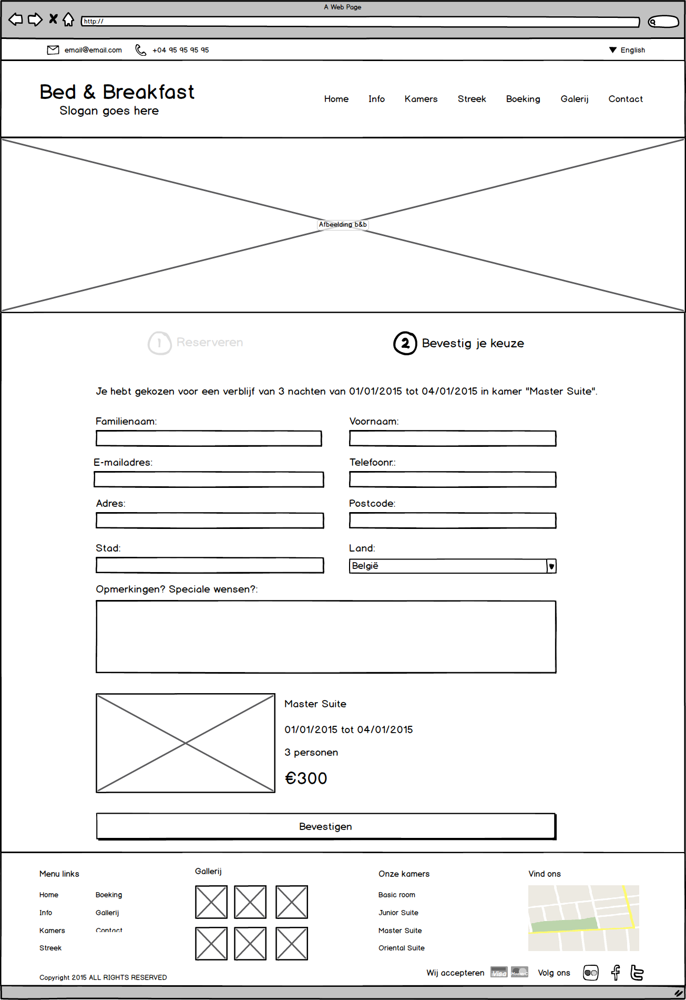 A Web Page
http://
email@email.com +04 95 95 95 95 English
Bed & Breakfast
Slogan goes here
Home Info Kamers Streek Boeking Galerij Contact
Afbeelding b&b
1 Reserveren 2 Bevestig je keuze
Je hebt gekozen voor een verblijf van 3 nachten van 01/01/2015 tot 04/01/2015 in kamer "Master Suite".
Familienaam: Voornaam:
E-mailadres: Telefoonr.:
Adres: Postcode:
Stad: Land:
België
Opmerkingen? Speciale wensen?:
Master Suite
01/01/2015 tot 04/01/2015
3 personen
€300
Bevestigen
Menu links
Home Boeking
Info Gallerij
Kamers Contact
Streek
Gallerij
Onze kamers
Basic room
Junior Suite
Master Suite
Oriental Suite
Vind ons
Wij accepteren Visa MasterC Volg ons
Copyright 2015 ALL RIGHTS RESERVED